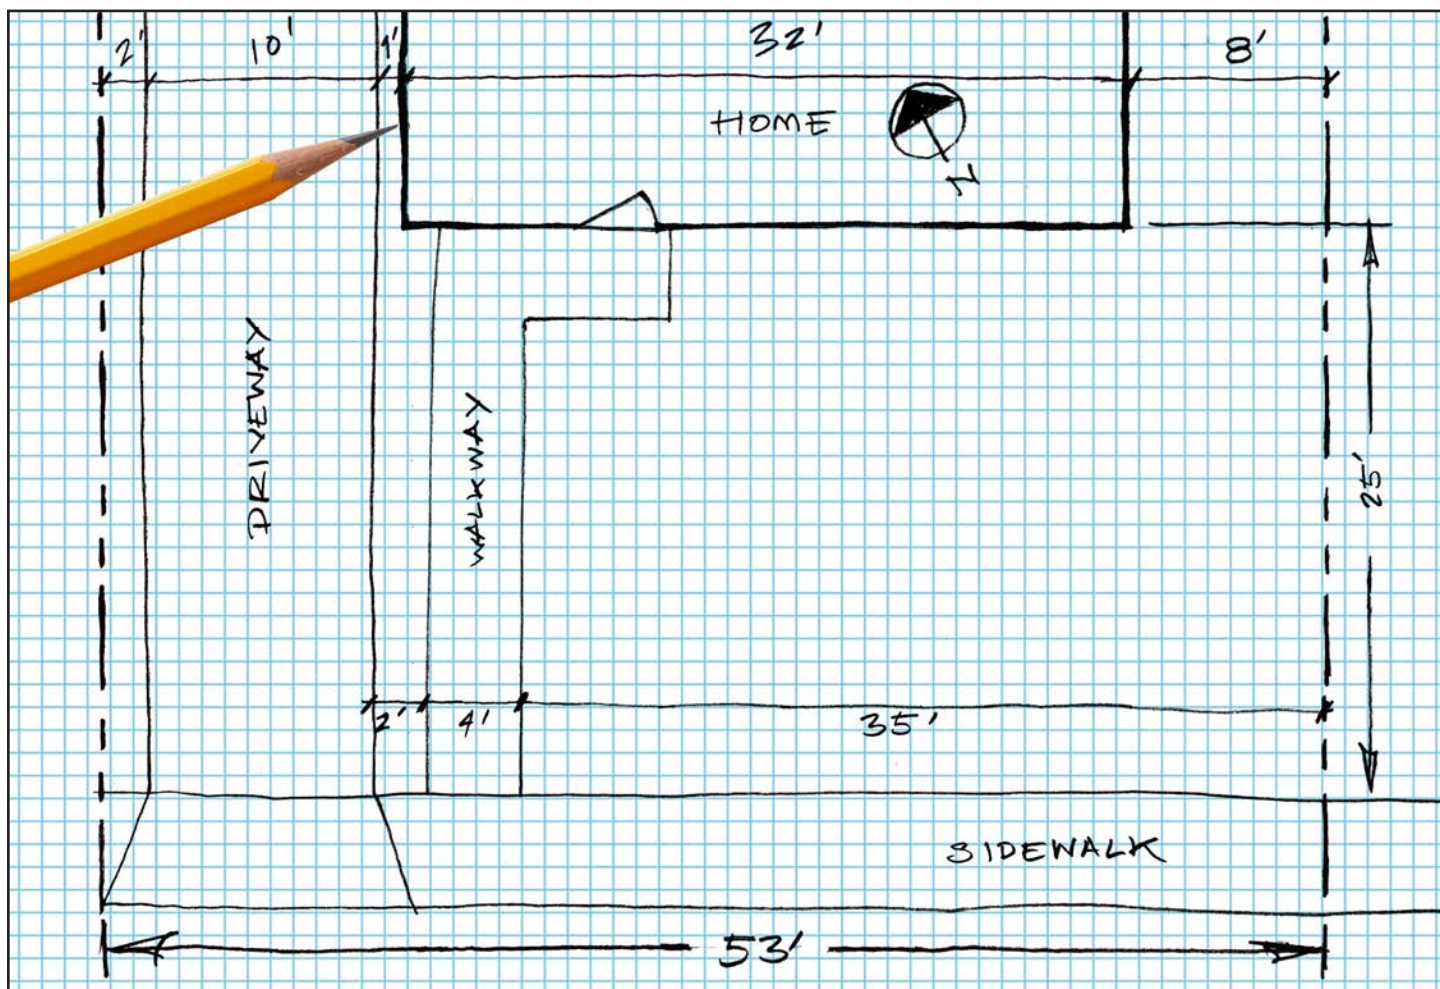 2' 10' 1' 32' 8'
HOME
N
DRIVEWAY
WALKWAY
25'
2' 4' 35'
SIDEWALK
53'